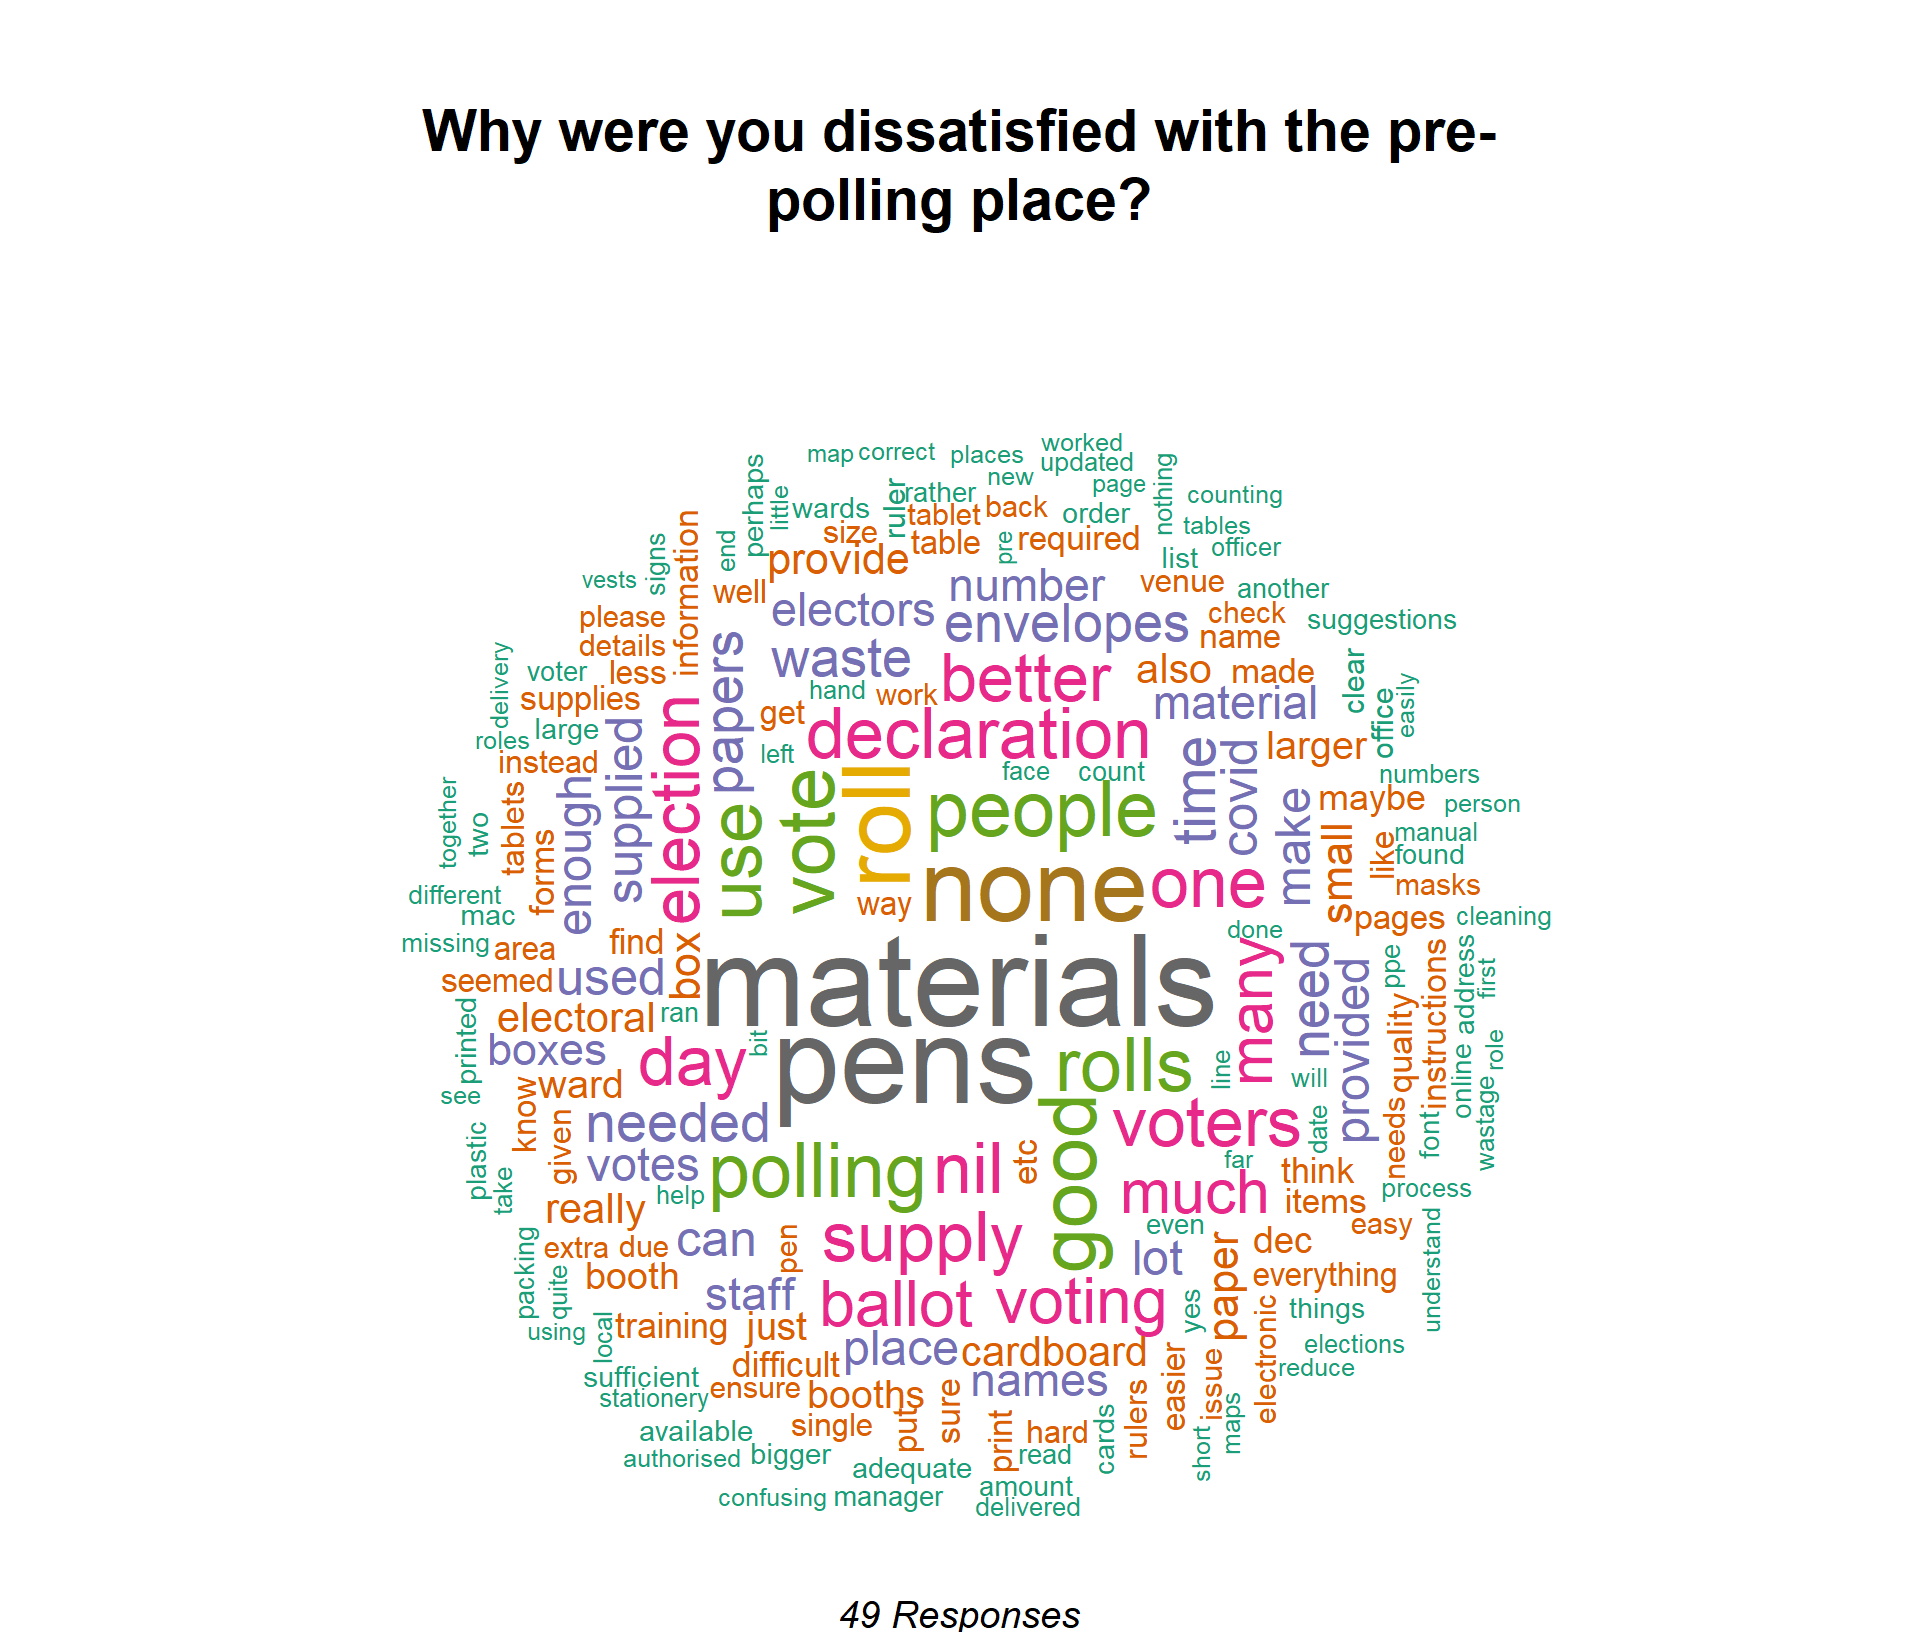 Why were you dissatisfied with the pre-
polling place?
map correct places worked
updated
perhaps
little
wards
ruler
rather
new
page
nothing
counting
tablet
back
order
tables
size
table
pre
required
officer
list
end
signs
information
vests
provide
well
number
venue
another
please
electors
envelopes
check
suggestions
details
name
delivery
voter
less
papers
waste
better
also
made
clear
supplies
hand
work
material
office
easily
large
get
roles
supplied
election
declaration
left
time
covid
larger
instead
face
count
numbers
together
two
tablets
forms
enough
use
vote
roll
people
make
maybe
person
small
like
manual
found
masks
none
one
way
different
mac
pages
cleaning
missing
area
find
box
done
many
need
provided
ppe
instructions
address
first
seemed
used
materials
electoral
ran
printed
boxes
day
bit
pens
rolls
line
will
quality
online
role
see
know
ward
needed
good
voters
date
needs
font
wastage
plastic
take
given
votes
polling
nil
etc
far
think
much
items
process
really
help
even
easy
understand
extra due
can
pen
supply
lot
paper
dec
packing
quite
booth
everything
staff
ballot
voting
yes
electronic
things
using
local
training
just
place
cardboard
easier
issue
elections
reduce
difficult
sufficient
names
stationery
ensure
booths
put
sure
rulers
maps
available
single
print
hard
cards
short
authorised
bigger
read
adequate
amount
confusing manager
delivered
49 Responses